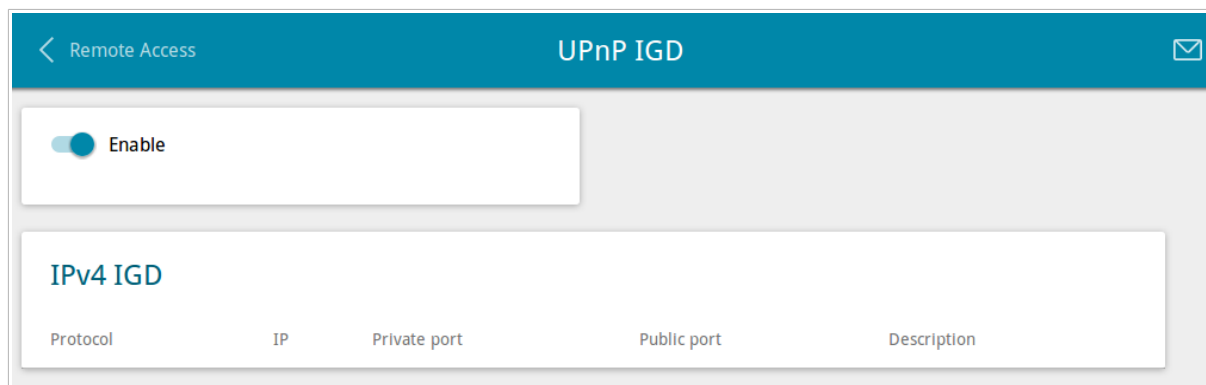 Remote Access UPnP IGD
Enable
IPv4 IGD
Protocol IP Private port Public port Description